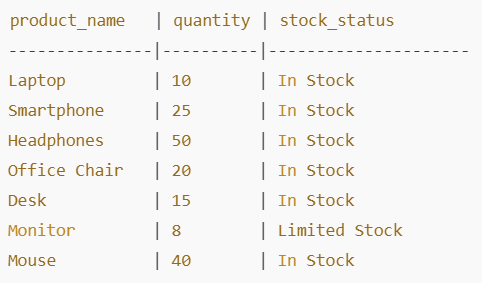 product_name   | quantity | stock_status
---------------|----------|---------------------
Laptop         | 10       | In Stock
Smartphone     | 25       | In Stock
Headphones     | 50       | In Stock
Office Chair   | 20       | In Stock
Desk           | 15       | In Stock
Monitor        | 8        | Limited Stock
Mouse          | 40       | In Stock